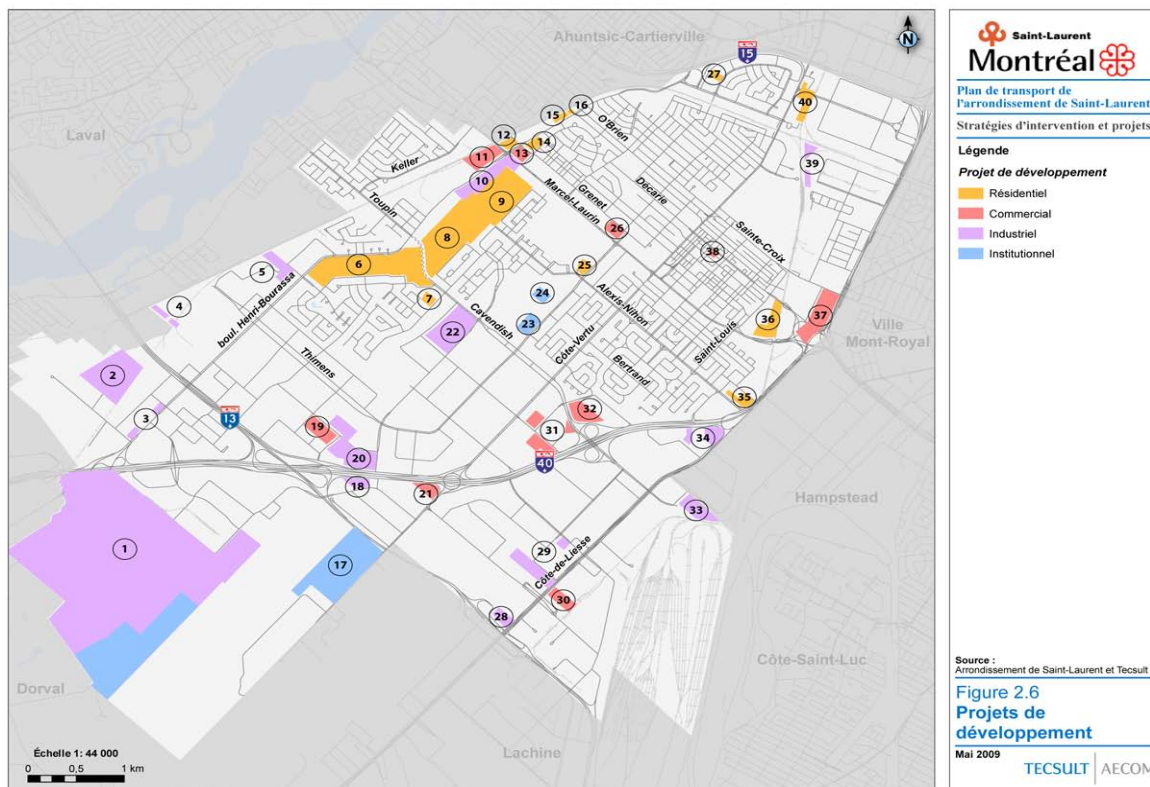 Ahuntsic-Cartierville
N
15
27
40
16
15
O'Brien
12
14
Laval
11
13
39
Keller
10
Grenet
Décarie
Marcel-Laurin
9
Toupin
26
Sainte-Croix
8
38
6
25
5
24
7
Alexis-Nihon
4
boul. Henri-Bourassa
Cavendish
23
36
37
22
Côte-Vertu
Saint-Louis
Ville
Mont-Royal
Thimens
Bertrand
2
35
32
3
13
19
31
34
20
40
18
21
Hampstead
33
1
29
17
Côte-de-Liesse
30
28
Côte-Saint-Luc
Dorval
Lachine
Échelle 1: 44 000
0 0,5 1 km
Saint-Laurent
Montréal
Plan de transport de
l'arrondissement de Saint-Laurent
Stratégies d'intervention et projets
Légende
Projet de développement
Résidentiel
Commercial
Industriel
Institutionnel
Source :
Arrondissement de Saint-Laurent et Tecsult
Figure 2.6
Projets de
développement
Mai 2009
TECSULT AECOM